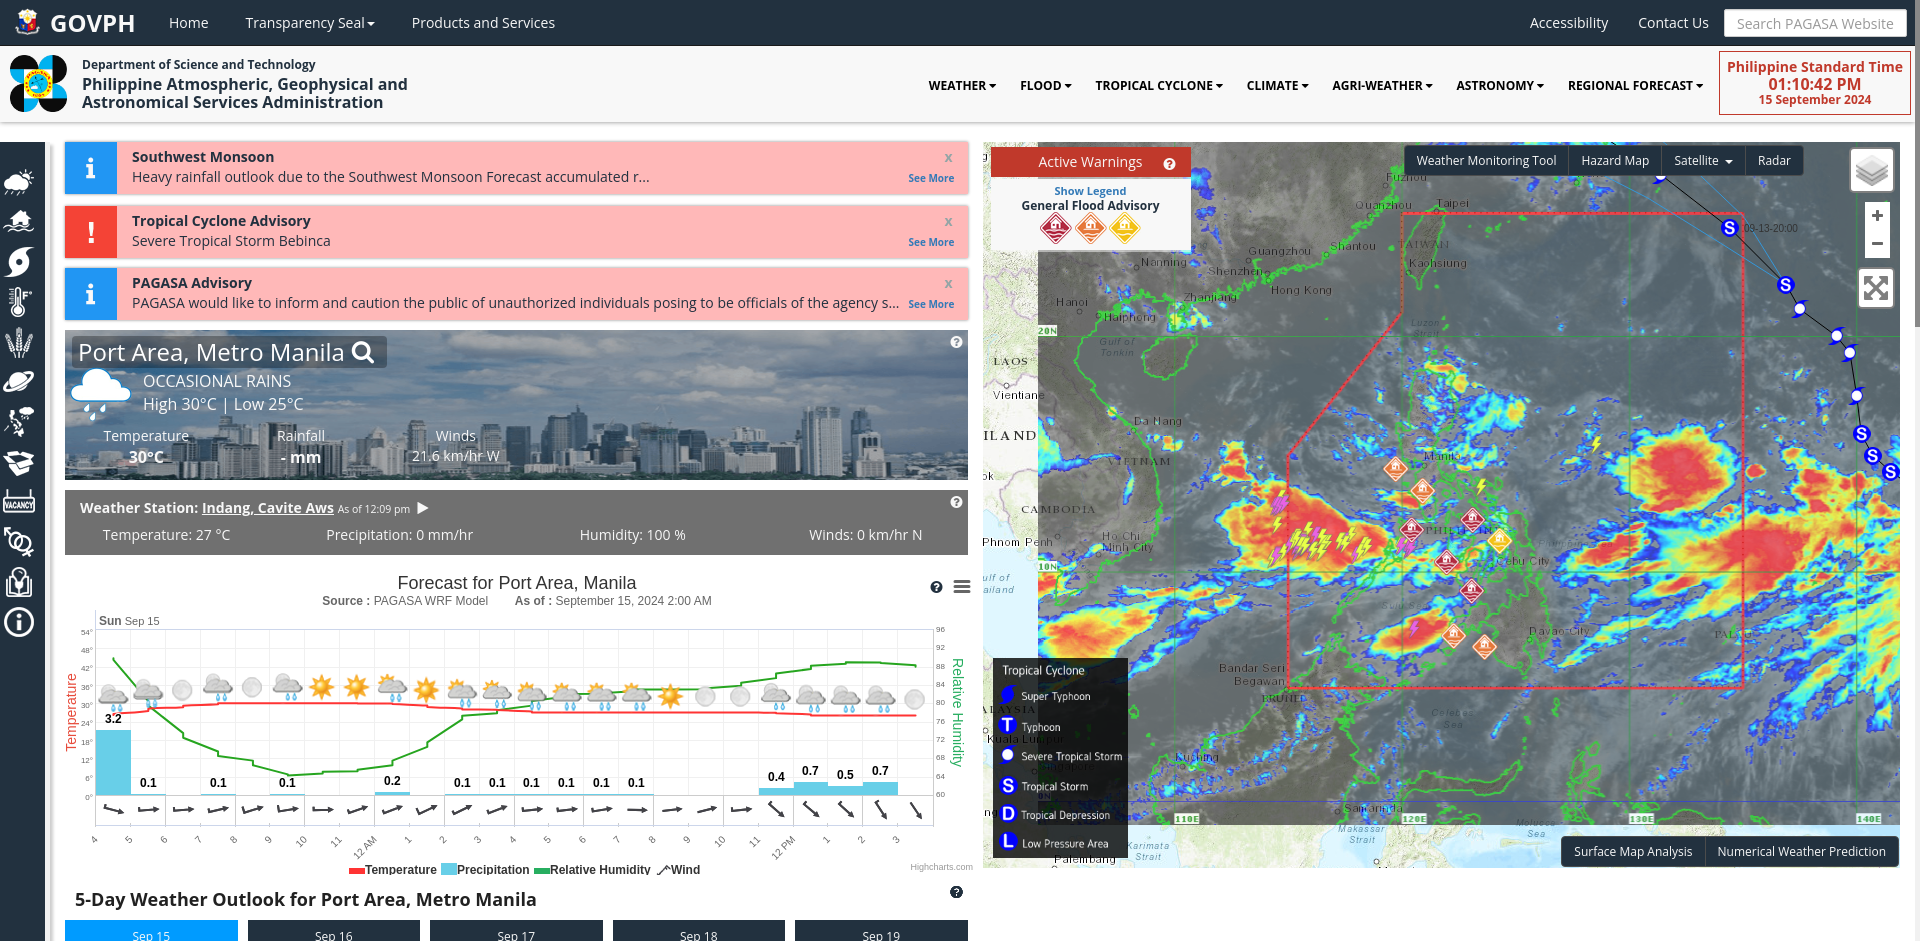 GOVPH
Home
Transparency Seal
Products and Services
Accessibility
Contact Us
Search PAGASA Website
Department of Science and Technology
Philippine Atmospheric, Geophysical and
Astronomical Services Administration
WEATHER
FLOOD
TROPICAL CYCLONE
CLIMATE
AGRI-WEATHER
ASTRONOMY
REGIONAL FORECAST
Philippine Standard Time
01:10:42 PM
15 September 2024
Southwest Monsoon
x
Heavy rainfall outlook due to the Southwest Monsoon Forecast accumulated r...
See More
Tropical Cyclone Advisory
x
Severe Tropical Storm Bebinca
See More
PAGASA Advisory
x
PAGASA would like to inform and caution the public of unauthorized individuals posing to be officials of the agency s...
See More
Port Area, Metro Manila
OCCASIONAL RAINS
High 30°C | Low 25°C
Temperature
Rainfall
Winds
30°C
- mm
21.6 km/hr W
Weather Station: Indang, Cavite Aws As of 12:09 pm
Temperature: 27 °C
Precipitation: 0 mm/hr
Humidity: 100 %
Winds: 0 km/hr N
Forecast for Port Area, Manila
Source : PAGASA WRF Model As of : September 15, 2024 2:00 AM
Sun Sep 15
Temperature
54°
48°
42°
36°
30°
24°
18°
12°
6°
0°
96
92
88
84
80
76
72
68
64
60
Relative Humidity
3.2
0.1
0.1
0.1
0.2
0.1
0.1
0.1
0.1
0.1
0.1
0.4
0.7
0.5
0.7
4 5 6 7 8 9 10 11 12 AM 1 2 3 4 5 6 7 8 9 10 11 12 PM 1 2 3
Temperature
Precipitation
Relative Humidity
Wind
Highcharts.com
5-Day Weather Outlook for Port Area, Metro Manila
Sep 15
Sep 16
Sep 17
Sep 18
Sep 19
VACANCY
Active Warnings
Show Legend
General Flood Advisory
Weather Monitoring Tool
Hazard Map
Satellite
Radar
+
−
Fuzhou
Quanzhou
Taipei
TAIWAN
Kaohsiung
09-13-20:00
Guangzhou
Shantou
Nanning
Shenzhen
Hong Kong
Zhanjiang
Hanoi
Haiphong
20N
Gulf of
Tonkin
Luzon
Strait
LAOS
Vientiane
Da Nang
ILAND
VIETNAM
Manila
ok
CAMBODIA
Phnom Penh
Ho Chi
Minh City
PHILIPPIN
Cebu City
10N
ulf of
ailand
Davao City
PALAU
Bandar Seri
Begawan
BRUNEI
Celebes
Sea
ALAYSIA
Kuala Lumpur
Kuching
Samarinda
110E
120E
130E
140E
Makassar
Strait
Molucca
Sea
Karimata
Strait
Palembang
Tropical Cyclone
Super Typhoon
T Typhoon
Severe Tropical Storm
S Tropical Storm
D Tropical Depression
L Low Pressure Area
Surface Map Analysis
Numerical Weather Prediction